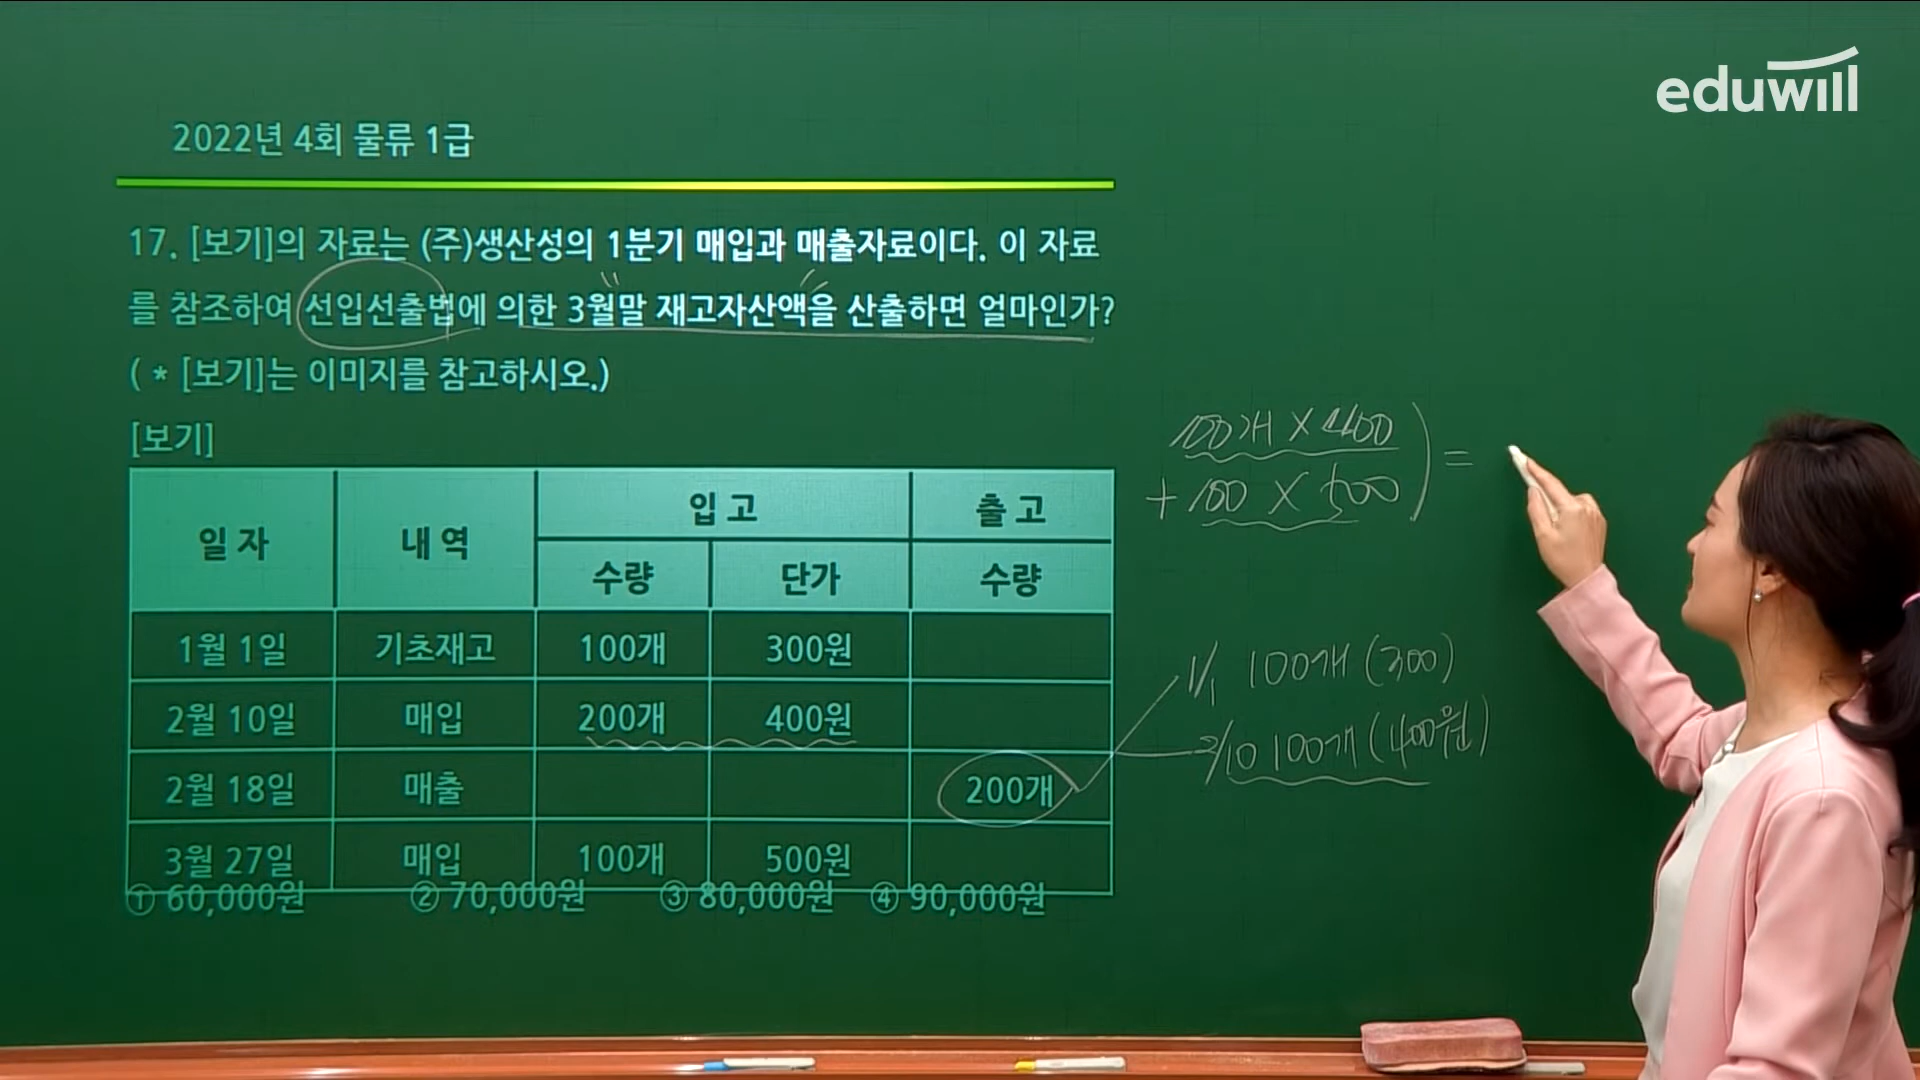 eduwill
2022년 4회 물류 1급
17. [보기]의 자료는 (주)생산성의 1분기 매입과 매출자료이다. 이 자료
를 참조하여 선입선출법에 의한 3월말 재고자산액을 산출하면 얼마인가?
( * [보기]는 이미지를 참고하시오.)
[보기]
일 자 내 역 입 고 출 고
수량 단가 수량
1월 1일 기초재고 100개 300원
2월 10일 매입 200개 400원
2월 18일 매출 200개
3월 27일 매입 100개 500원
① 60,000원 ② 70,000원 ③ 80,000원 ④ 90,000원
100개 × 400
+ 100 × 500 ) =
1/1 100개 (300)
2/10 100개 (400원)